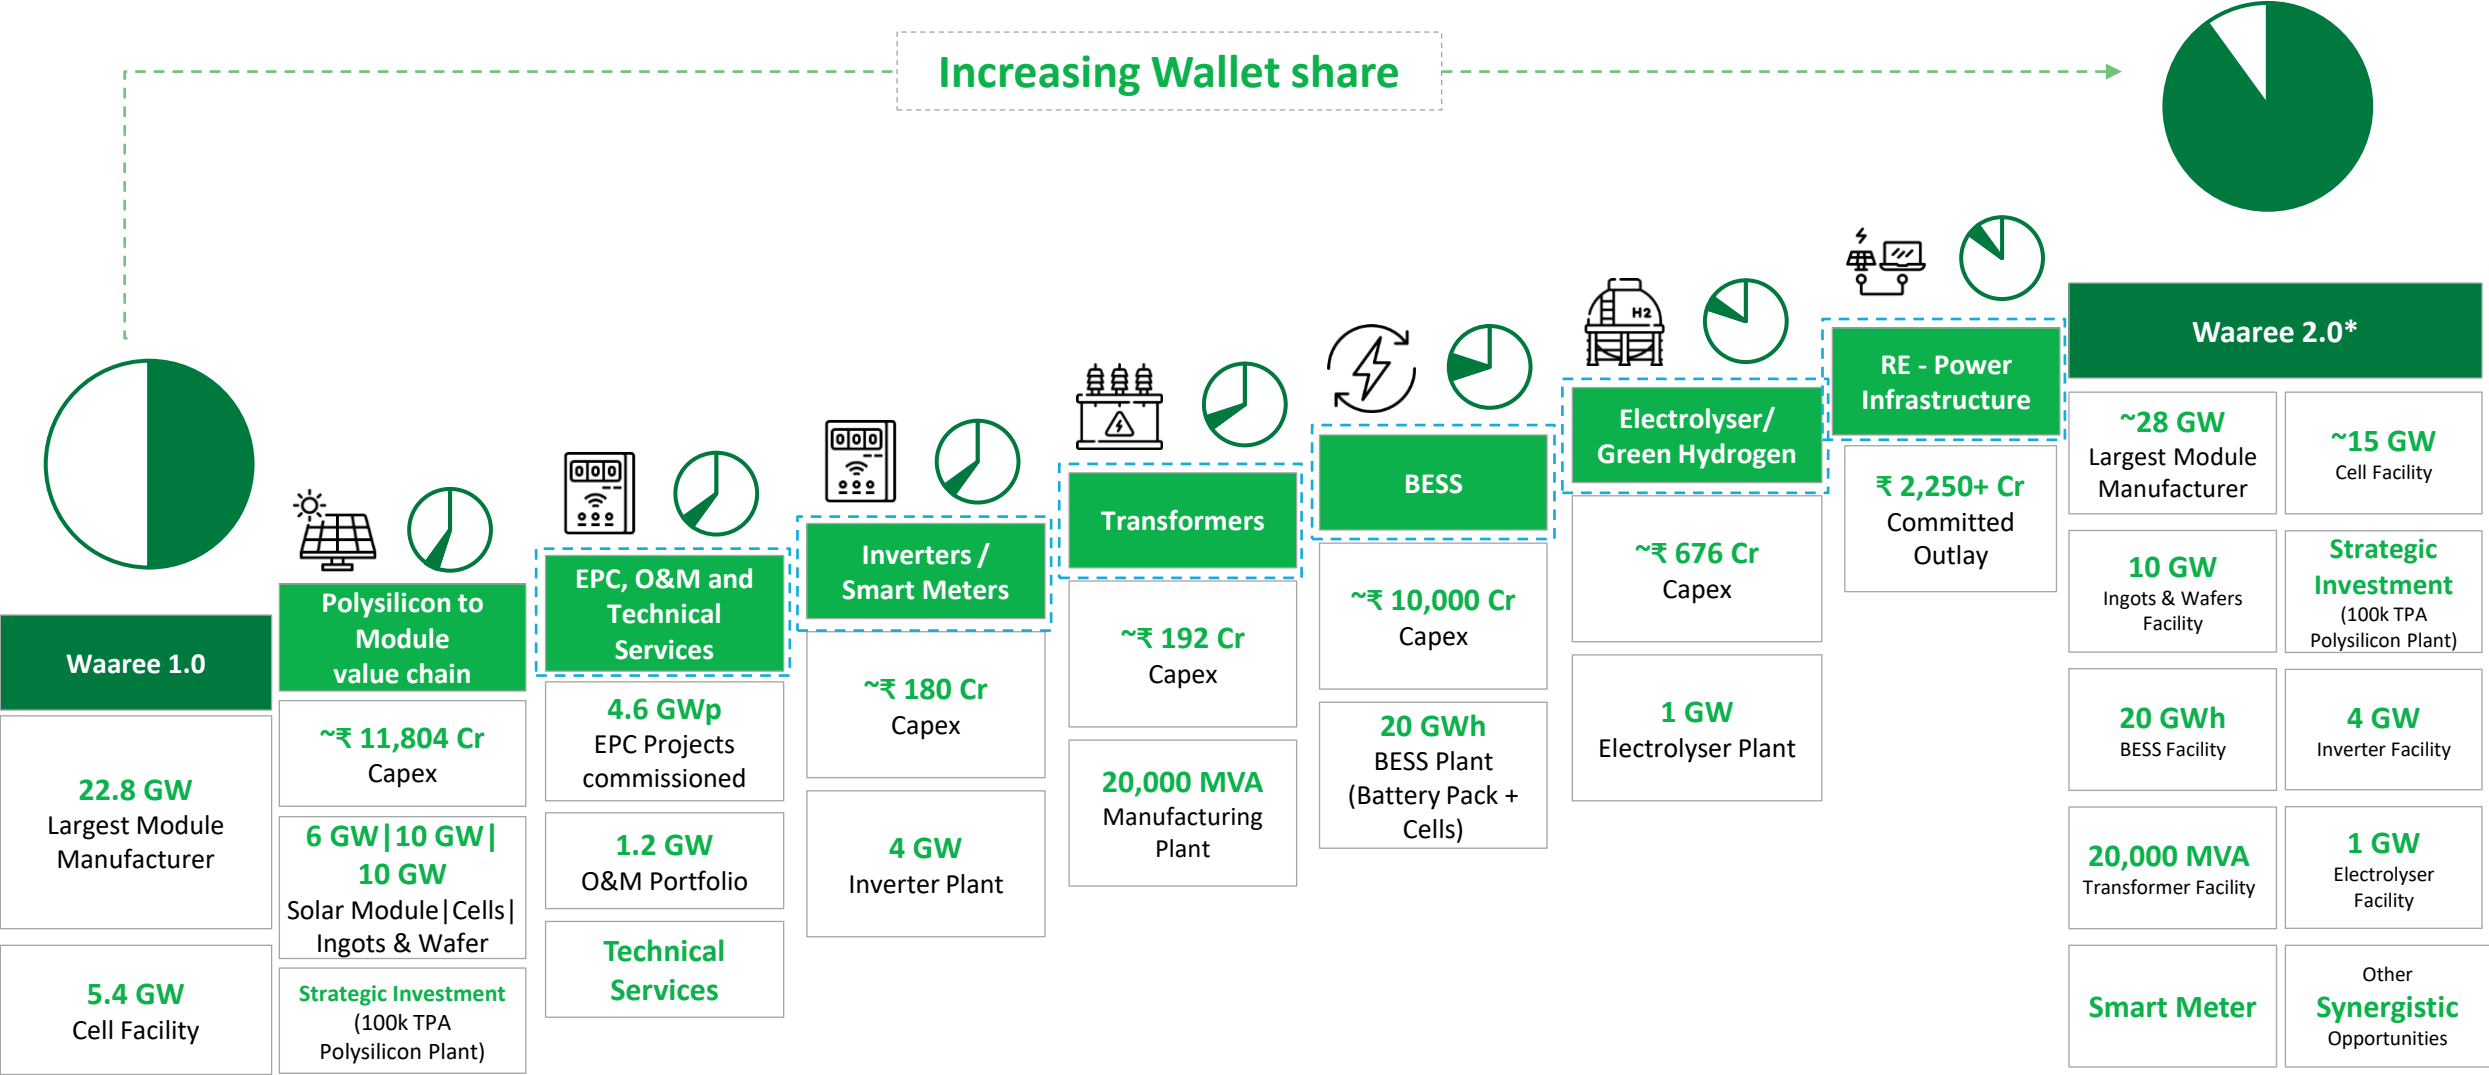 Increasing Wallet share
Waaree 1.0
22.8 GW
Largest Module
Manufacturer
5.4 GW
Cell Facility
Polysilicon to
Module
value chain
~₹ 11,804 Cr
Capex
6 GW|10 GW|
10 GW
Solar Module|Cells|
Ingots & Wafer
Strategic Investment
(100k TPA
Polysilicon Plant)
000
EPC, O&M and
Technical
Services
4.6 GWp
EPC Projects
commissioned
1.2 GW
O&M Portfolio
Technical
Services
000
Inverters /
Smart Meters
~₹ 180 Cr
Capex
4 GW
Inverter Plant
Transformers
~₹ 192 Cr
Capex
20,000 MVA
Manufacturing
Plant
BESS
~₹ 10,000 Cr
Capex
20 GWh
BESS Plant
(Battery Pack +
Cells)
H2
Electrolyser/
Green Hydrogen
~₹ 676 Cr
Capex
1 GW
Electrolyser Plant
RE - Power
Infrastructure
₹ 2,250+ Cr
Committed
Outlay
Waaree 2.0*
~28 GW
Largest Module
Manufacturer
~15 GW
Cell Facility
10 GW
Ingots & Wafers
Facility
Strategic
Investment
(100k TPA
Polysilicon Plant)
20 GWh
BESS Facility
4 GW
Inverter Facility
20,000 MVA
Transformer Facility
1 GW
Electrolyser
Facility
Smart Meter
Other
Synergistic
Opportunities